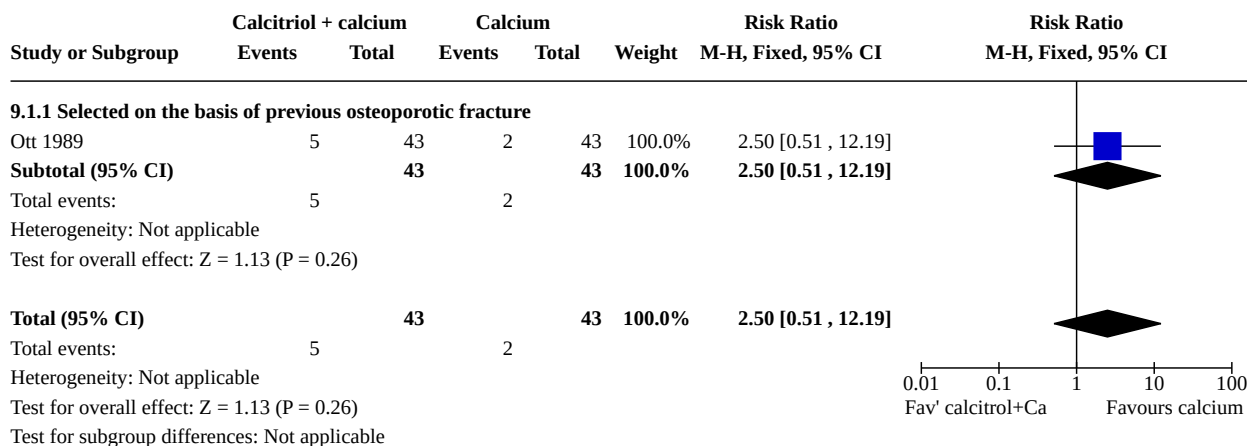 Calcitriol + calcium Calcium Risk Ratio Risk Ratio
Study or Subgroup Events Total Events Total Weight M-H, Fixed, 95% CI M-H, Fixed, 95% CI
9.1.1 Selected on the basis of previous osteoporotic fracture
Ott 1989 5 43 2 43 100.0% 2.50 [0.51 , 12.19]
Subtotal (95% CI) 43 43 100.0% 2.50 [0.51 , 12.19]
Total events: 5 2
Heterogeneity: Not applicable
Test for overall effect: Z = 1.13 (P = 0.26)
Total (95% CI) 43 43 100.0% 2.50 [0.51 , 12.19]
Total events: 5 2
Heterogeneity: Not applicable
0.01 0.1 1 10 100
Test for overall effect: Z = 1.13 (P = 0.26) Fav' calcitrol+Ca Favours calcium
Test for subgroup differences: Not applicable